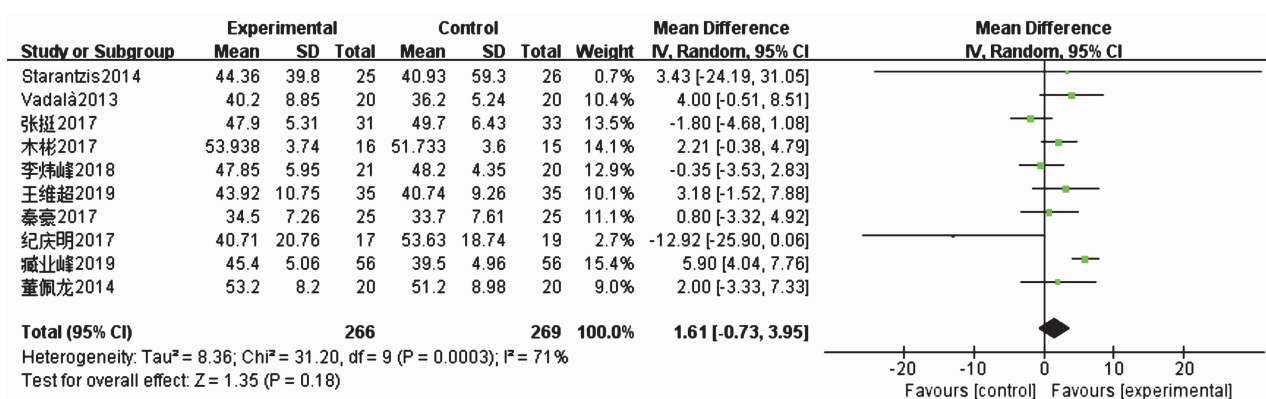 Experimental Control Mean Difference Mean Difference
Study or Subgroup Mean SD Total Mean SD Total Weight IV, Random, 95% CI IV, Random, 95% CI
Starantzis2014 44.36 39.8 25 40.93 59.3 26 0.7% 3.43 [-24.19, 31.05]
Vadalà2013 40.2 8.85 20 36.2 5.24 20 10.4% 4.00 [-0.51, 8.51]
张挺2017 47.9 5.31 31 49.7 6.43 33 13.5% -1.80 [-4.68, 1.08]
木彬2017 53.938 3.74 16 51.733 3.6 15 14.1% 2.21 [-0.38, 4.79]
李炜峰2018 47.85 5.95 21 48.2 4.35 20 12.9% -0.35 [-3.53, 2.83]
王维超2019 43.92 10.75 35 40.74 9.26 35 10.1% 3.18 [-1.52, 7.88]
秦豪2017 34.5 7.26 25 33.7 7.61 25 11.1% 0.80 [-3.32, 4.92]
纪庆明2017 40.71 20.76 17 53.63 18.74 19 2.7% -12.92 [-25.90, 0.06]
臧业峰2019 45.4 5.06 56 39.5 4.96 56 15.4% 5.90 [4.04, 7.76]
董佩龙2014 53.2 8.2 20 51.2 8.98 20 9.0% 2.00 [-3.33, 7.33]
Total (95% CI) 266 269 100.0% 1.61 [-0.73, 3.95]
Heterogeneity: Tau² = 8.36; Chi² = 31.20, df = 9 (P = 0.0003); I² = 71%
Test for overall effect: Z = 1.35 (P = 0.18)
-20 -10 0 10 20
Favours [control] Favours [experimental]